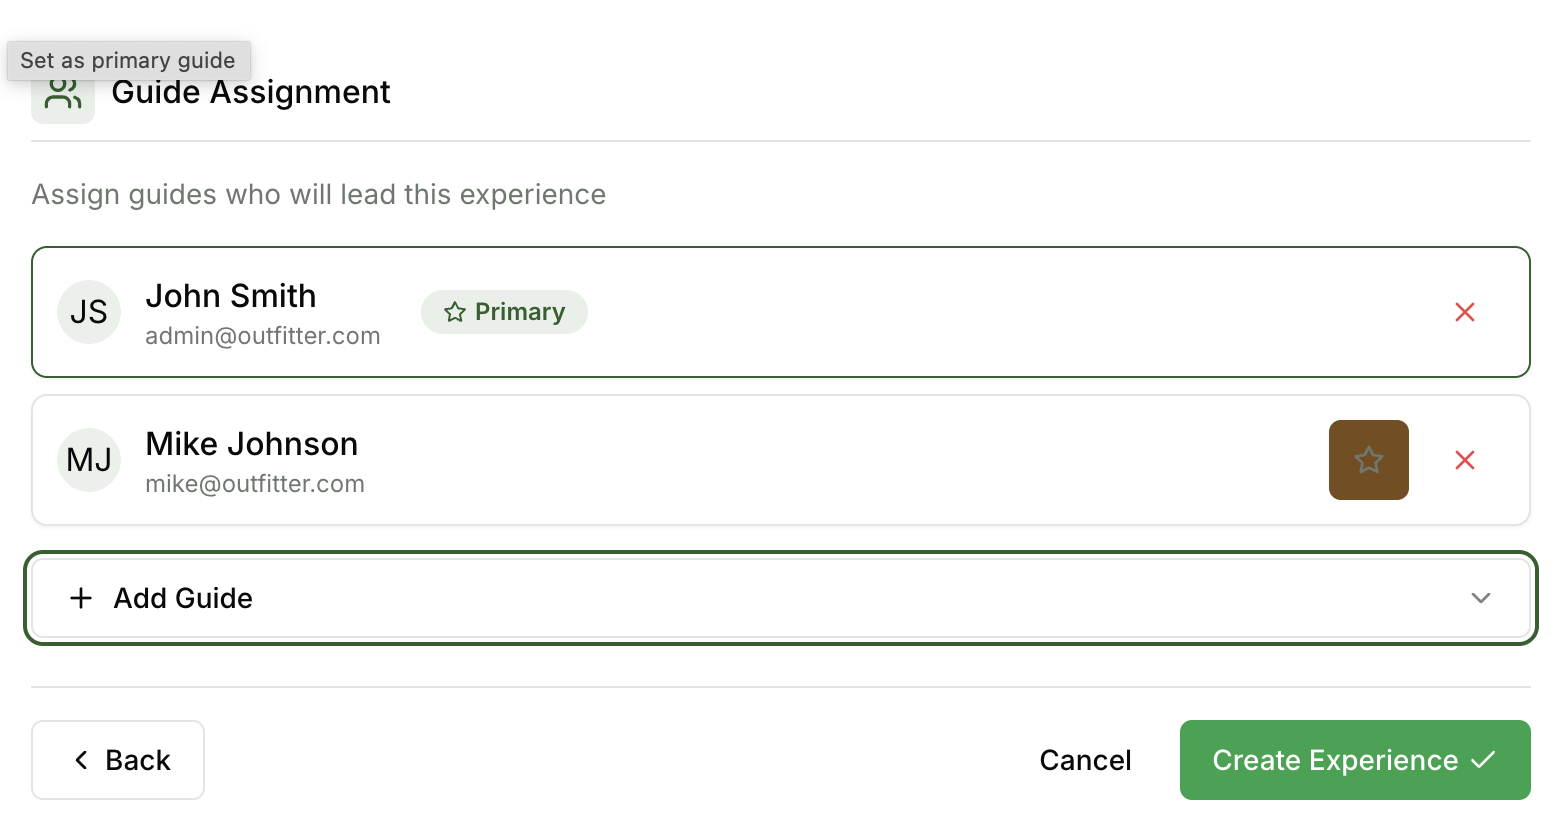 Set as primary guide
Guide Assignment
Assign guides who will lead this experience
JS
John Smith
Primary
admin@outfitter.com
MJ
Mike Johnson
mike@outfitter.com
Add Guide
Back
Cancel
Create Experience